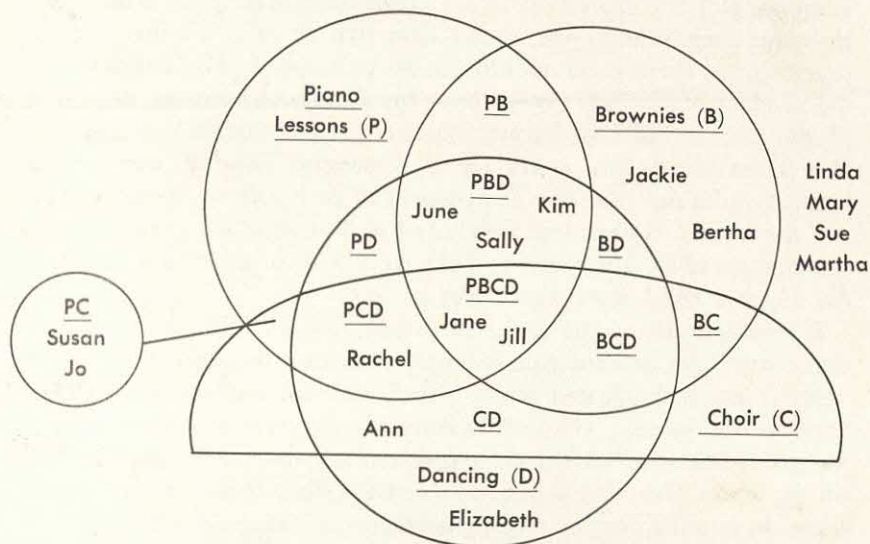 Piano
Lessons (P)
PB
Brownies (B)
Jackie
Linda
Mary
Sue
Martha
PBD
June
Kim
Sally
PD
BD
Bertha
PC
Susan
Jo
PCD
Rachel
PBCD
Jane
Jill
BCD
BC
Ann
CD
Choir (C)
Dancing (D)
Elizabeth